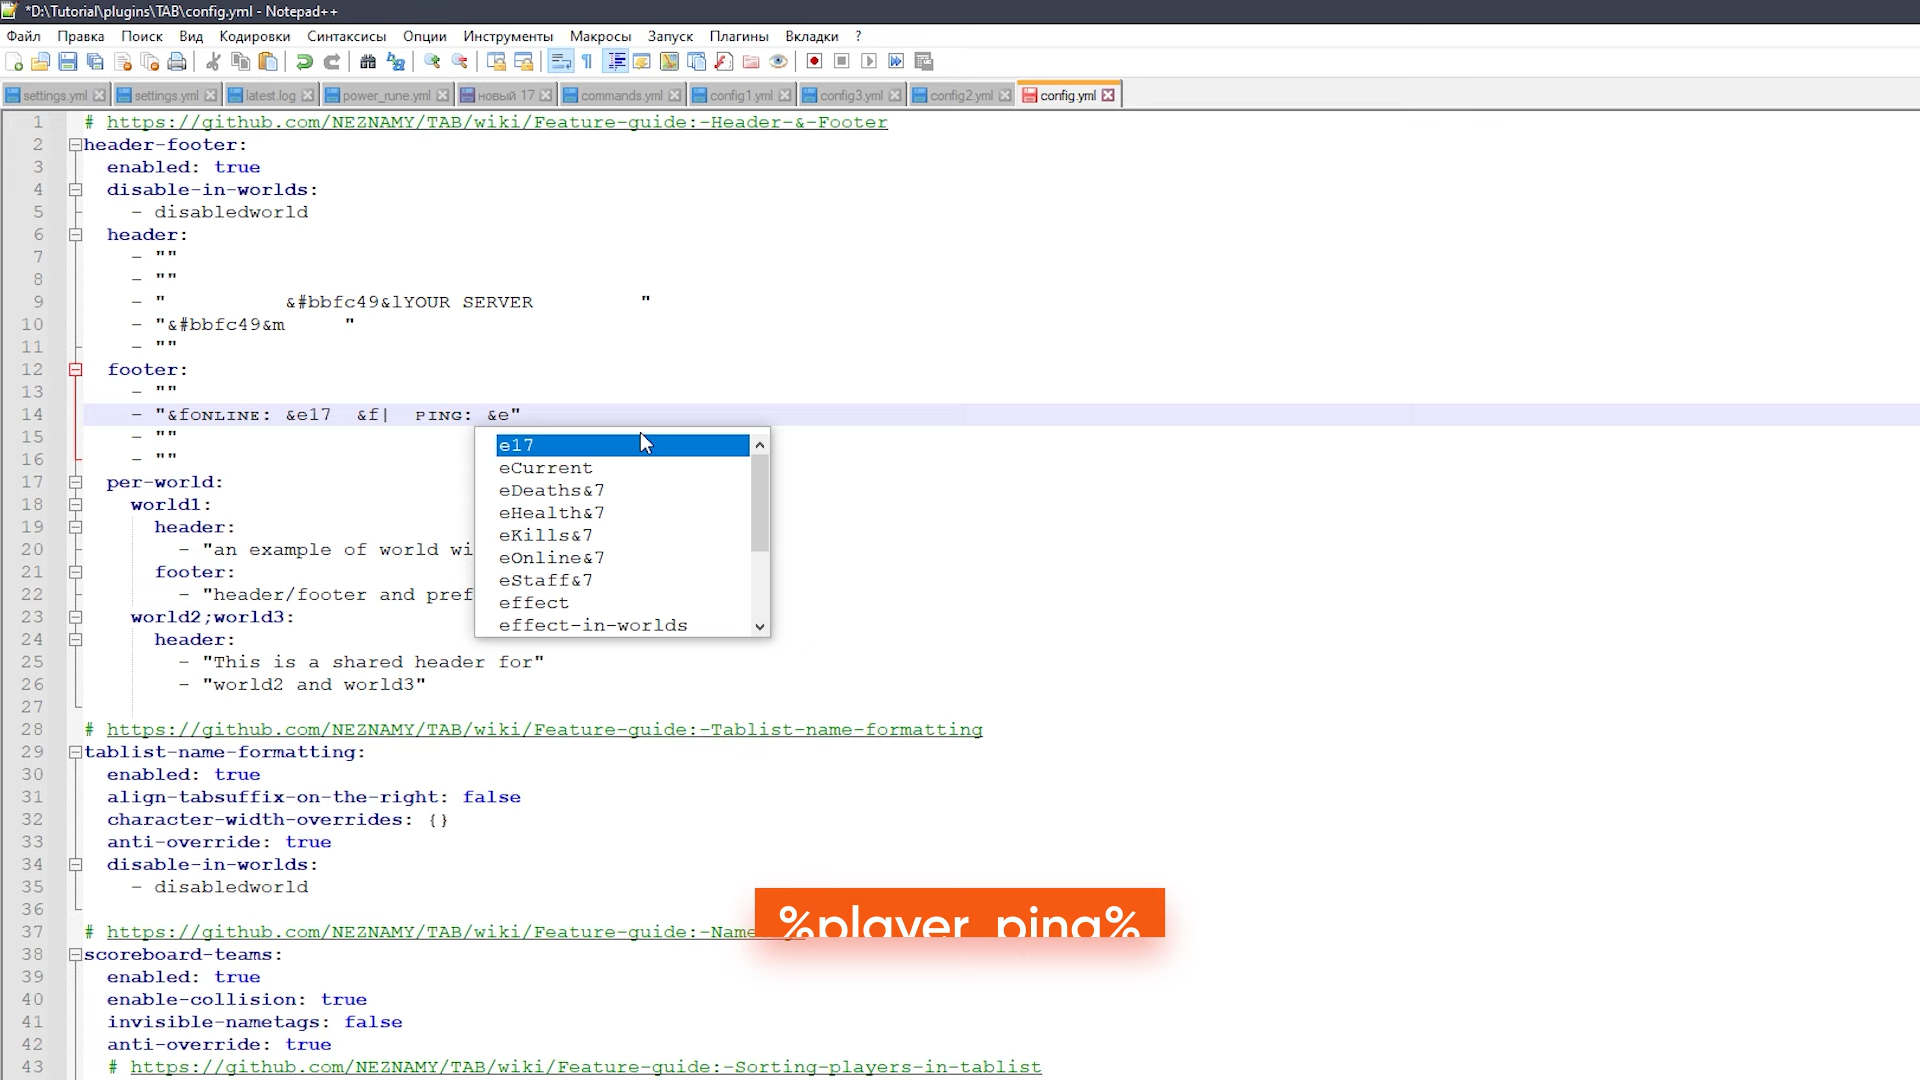 *D:\Tutorial\plugins\TAB\config.yml - Notepad++
Файл Правка Поиск Вид Кодировки Синтаксисы Опции Инструменты Макросы Запуск Плагины Вкладки ?
settings.yml settings.yml latest.log power_rune.yml новый 17 commands.yml config1.yml config3.yml config2.yml config.yml
1 # https://github.com/NEZNAMY/TAB/wiki/Feature-guide:-Header-&-Footer
2 header-footer:
3 enabled: true
4 disable-in-worlds:
5 - disabledworld
6 header:
7 - ""
8 - ""
9 - " &#bbfc49&lYOUR SERVER "
10 - "&#bbfc49&m "
11 - ""
12 footer:
13 - ""
14 - "&fᴏɴʟɪɴᴇ: &e17 &f| ᴘɪɴɢ: &e"
15 - ""
16 - ""
17 per-world:
18 world1:
19 header:
20 - "an example of world wi
21 footer:
22 - "header/footer and pref
23 world2;world3:
24 header:
25 - "This is a shared header for"
26 - "world2 and world3"
27
28 # https://github.com/NEZNAMY/TAB/wiki/Feature-guide:-Tablist-name-formatting
29 tablist-name-formatting:
30 enabled: true
31 align-tabsuffix-on-the-right: false
32 character-width-overrides: {}
33 anti-override: true
34 disable-in-worlds:
35 - disabledworld
36
37 # https://github.com/NEZNAMY/TAB/wiki/Feature-guide:-Name
38 scoreboard-teams:
39 enabled: true
40 enable-collision: true
41 invisible-nametags: false
42 anti-override: true
43 # https://github.com/NEZNAMY/TAB/wiki/Feature-guide:-Sorting-players-in-tablist
e17
eCurrent
eDeaths&7
eHealth&7
eKills&7
eOnline&7
eStaff&7
effect
effect-in-worlds
%player_ping%